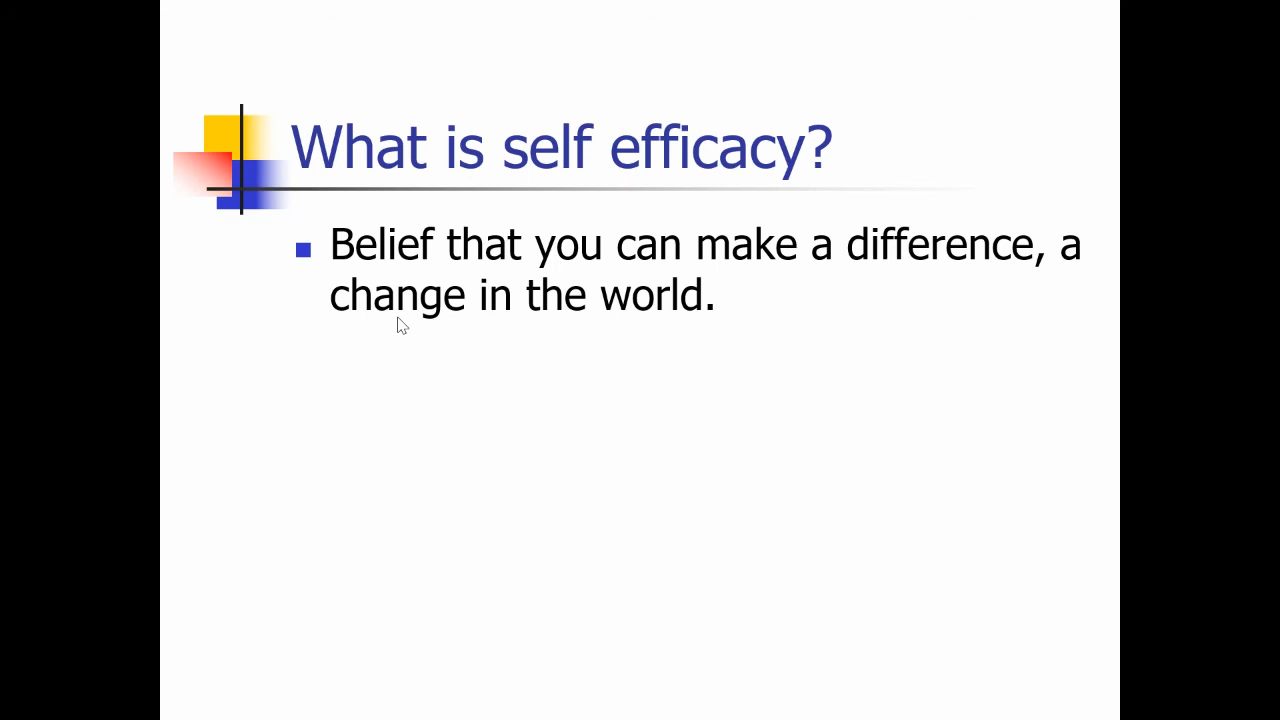 What is self efficacy?
Belief that you can make a difference, a
change in the world.